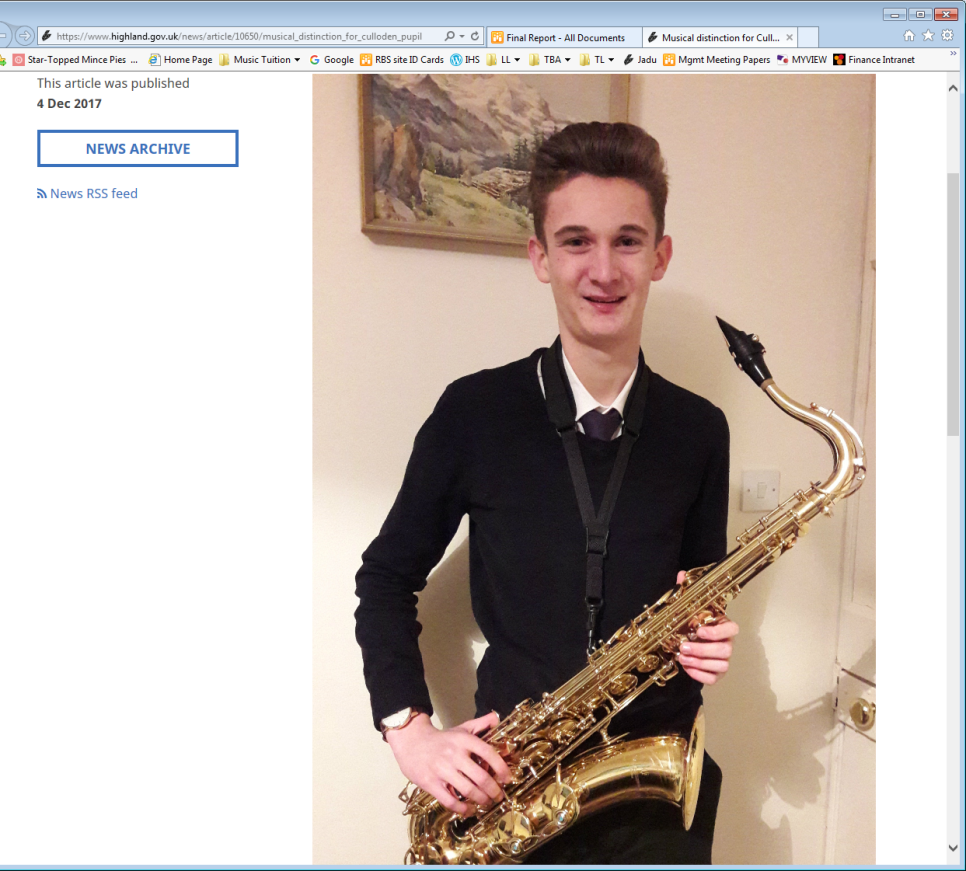 https://www.highland.gov.uk/news/article/10650/musical_distinction_for_culloden_pupil
Final Report - All Documents
Musical distinction for Cull...
Star-Topped Mince Pies ...
Home Page
Music Tuition
Google
RBS site ID Cards
IHS
LL
TBA
TL
Jadu
Mgmt Meeting Papers
MYVIEW
Finance Intranet
This article was published
4 Dec 2017
NEWS ARCHIVE
News RSS feed